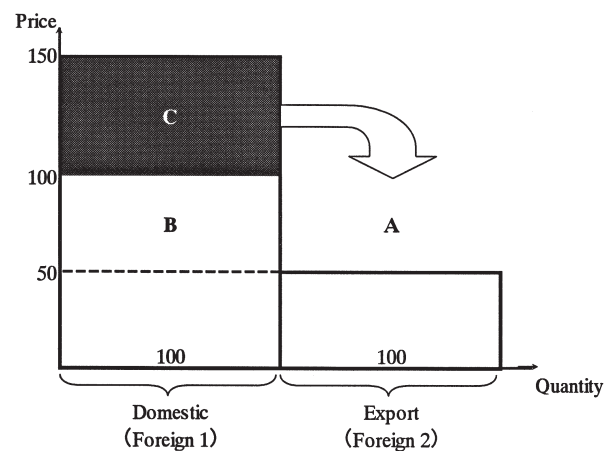 Price
150
C
100
B
A
50
100
100
Quantity
Domestic
(Foreign 1)
Export
(Foreign 2)